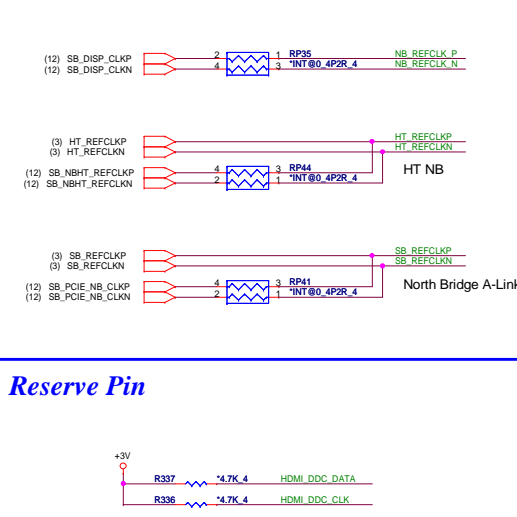 (12) SB_DISP_CLKP 2 1 RP35 NB_REFCLK_P
(12) SB_DISP_CLKN 4 3 *INT@0_4P2R_4 NB_REFCLK_N
(3) HT_REFCLKP HT_REFCLKP
(3) HT_REFCLKN HT_REFCLKN
HT NB
(12) SB_NBHT_REFCLKP 4 3 RP44
(12) SB_NBHT_REFCLKN 2 1 *INT@0_4P2R_4
(3) SB_REFCLKP SB_REFCLKP
(3) SB_REFCLKN SB_REFCLKN
North Bridge A-Link
(12) SB_PCIE_NB_CLKP 4 3 RP41
(12) SB_PCIE_NB_CLKN 2 1 *INT@0_4P2R_4
Reserve Pin
+3V
R337 *4.7K_4 HDMI_DDC_DATA
R336 *4.7K_4 HDMI_DDC_CLK